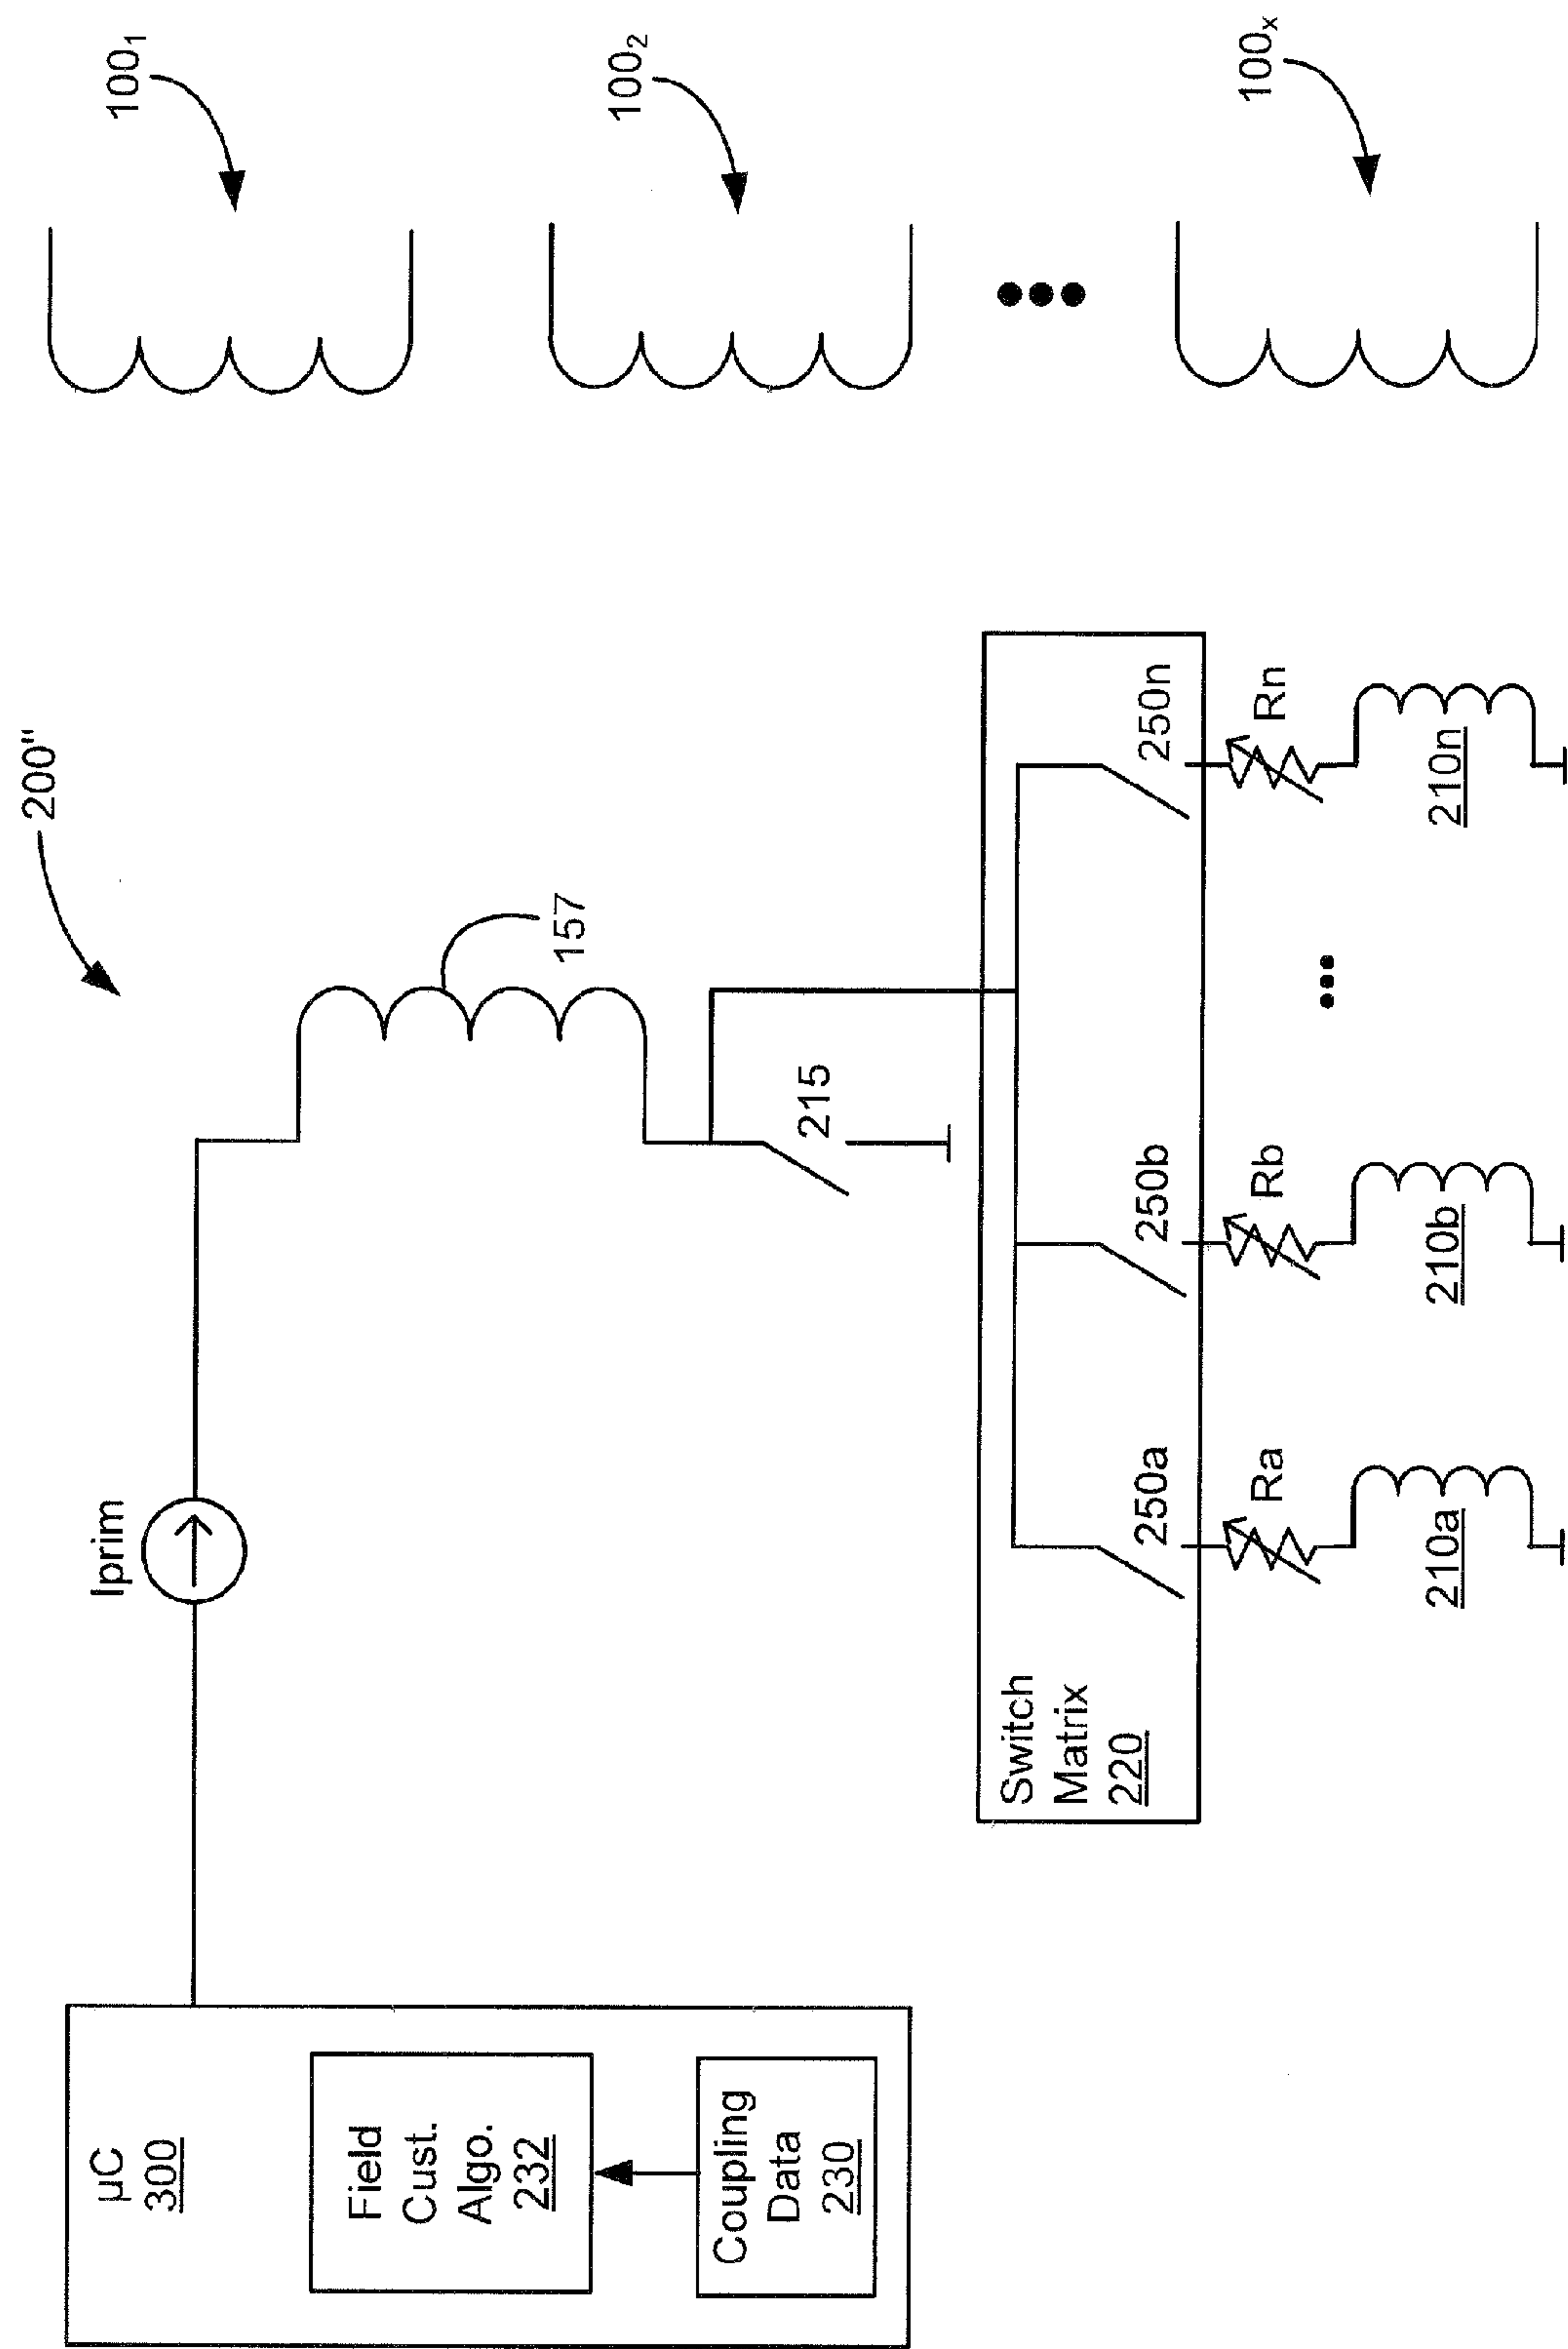 200"
Iprim
µC
300
Field
Cust.
Algo.
232
Coupling
Data
230
157
215
Switch
Matrix
220
250a
250b
250n
Ra
Rb
Rn
210a
210b
210n
100₁
100₂
100ₓ